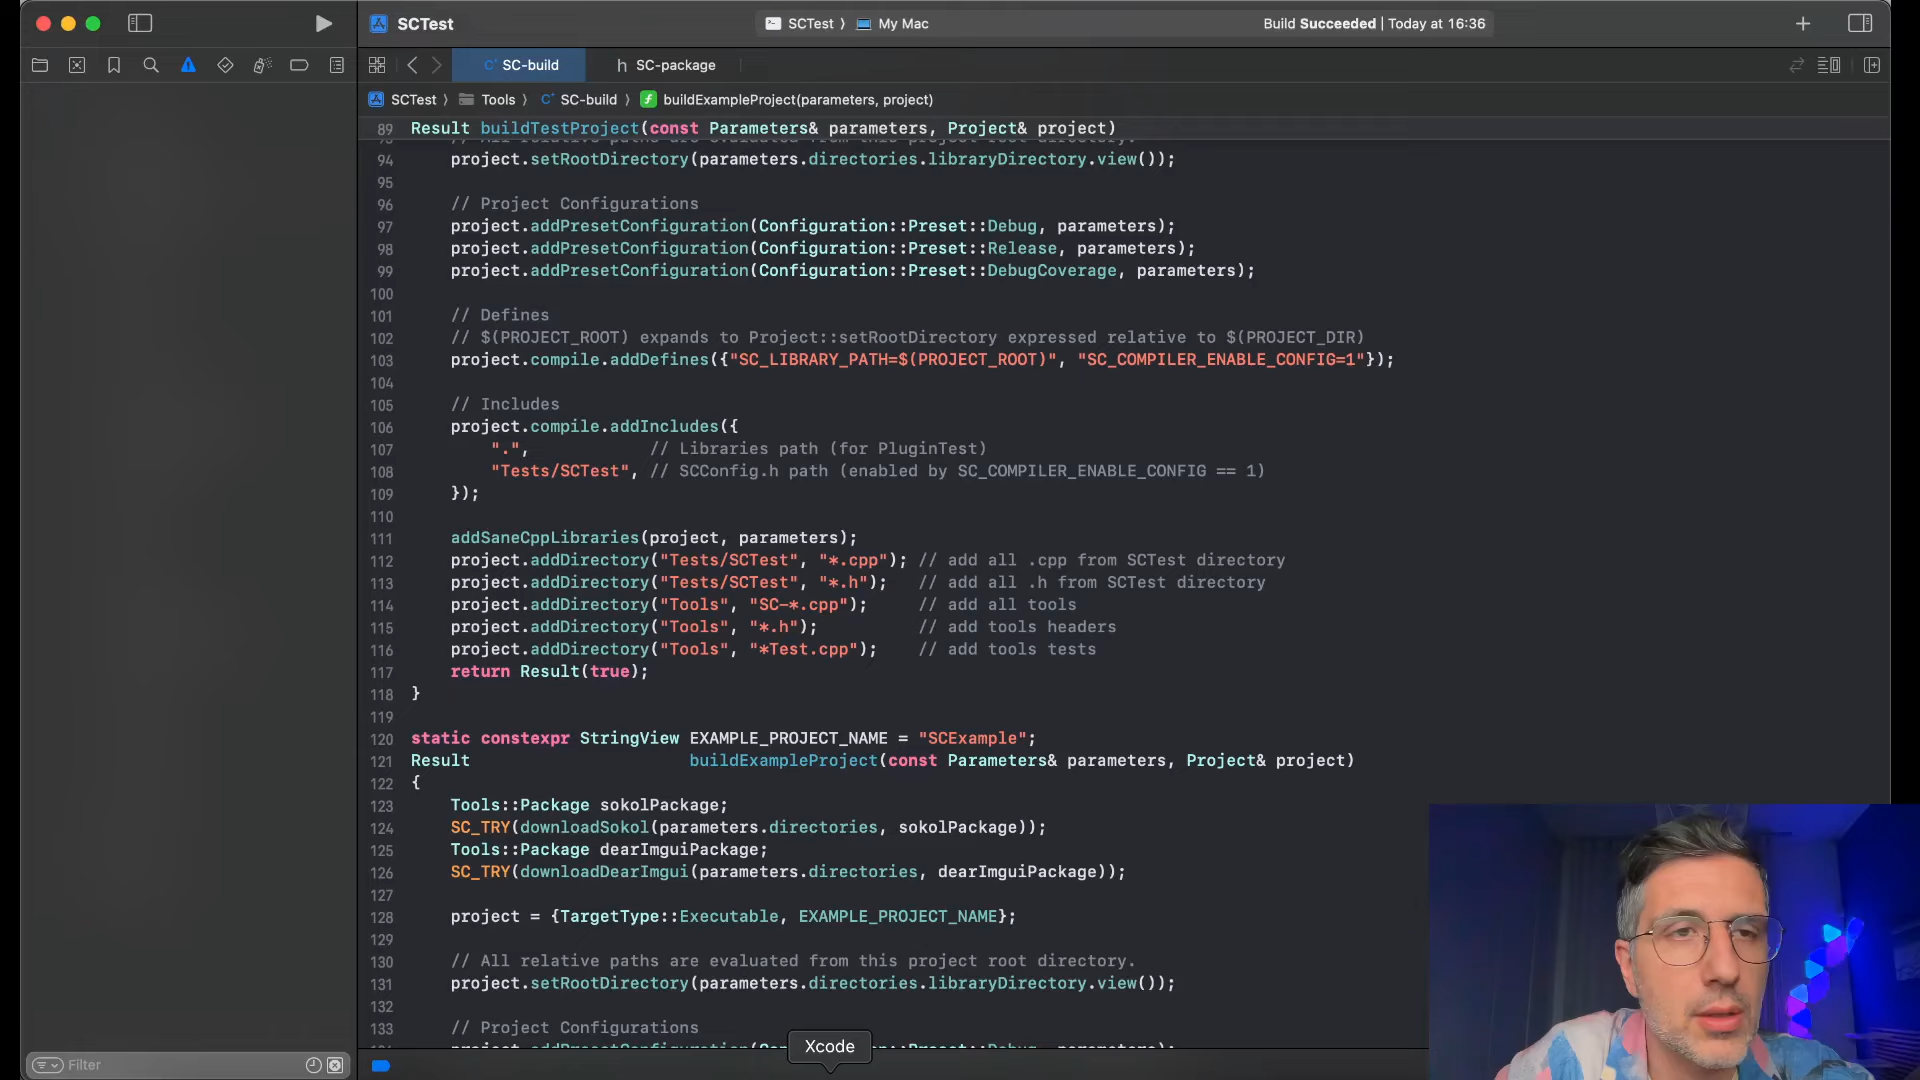 SCTest
SCTest 〉 My Mac
Build Succeeded | Today at 16:36
SC-build
h SC-package
SCTest 〉 Tools 〉 SC-build 〉 buildExampleProject(parameters, project)
89 Result buildTestProject(const Parameters& parameters, Project& project)
// All relative paths are evaluated from this project root directory.
94 project.setRootDirectory(parameters.directories.libraryDirectory.view());
95
96 // Project Configurations
97 project.addPresetConfiguration(Configuration::Preset::Debug, parameters);
98 project.addPresetConfiguration(Configuration::Preset::Release, parameters);
99 project.addPresetConfiguration(Configuration::Preset::DebugCoverage, parameters);
100
101 // Defines
102 // $(PROJECT_ROOT) expands to Project::setRootDirectory expressed relative to $(PROJECT_DIR)
103 project.compile.addDefines({"SC_LIBRARY_PATH=$(PROJECT_ROOT)", "SC_COMPILER_ENABLE_CONFIG=1"});
104
105 // Includes
106 project.compile.addIncludes({
107 ".", // Libraries path (for PluginTest)
108 "Tests/SCTest", // SCConfig.h path (enabled by SC_COMPILER_ENABLE_CONFIG == 1)
109 });
110
111 addSaneCppLibraries(project, parameters);
112 project.addDirectory("Tests/SCTest", "*.cpp"); // add all .cpp from SCTest directory
113 project.addDirectory("Tests/SCTest", "*.h"); // add all .h from SCTest directory
114 project.addDirectory("Tools", "SC-*.cpp"); // add all tools
115 project.addDirectory("Tools", "*.h"); // add tools headers
116 project.addDirectory("Tools", "*Test.cpp"); // add tools tests
117 return Result(true);
118 }
119
120 static constexpr StringView EXAMPLE_PROJECT_NAME = "SCExample";
121 Result buildExampleProject(const Parameters& parameters, Project& project)
122 {
123 Tools::Package sokolPackage;
124 SC_TRY(downloadSokol(parameters.directories, sokolPackage));
125 Tools::Package dearImguiPackage;
126 SC_TRY(downloadDearImgui(parameters.directories, dearImguiPackage));
127
128 project = {TargetType::Executable, EXAMPLE_PROJECT_NAME};
129
130 // All relative paths are evaluated from this project root directory.
131 project.setRootDirectory(parameters.directories.libraryDirectory.view());
132
133 // Project Configurations
Filter
Xcode